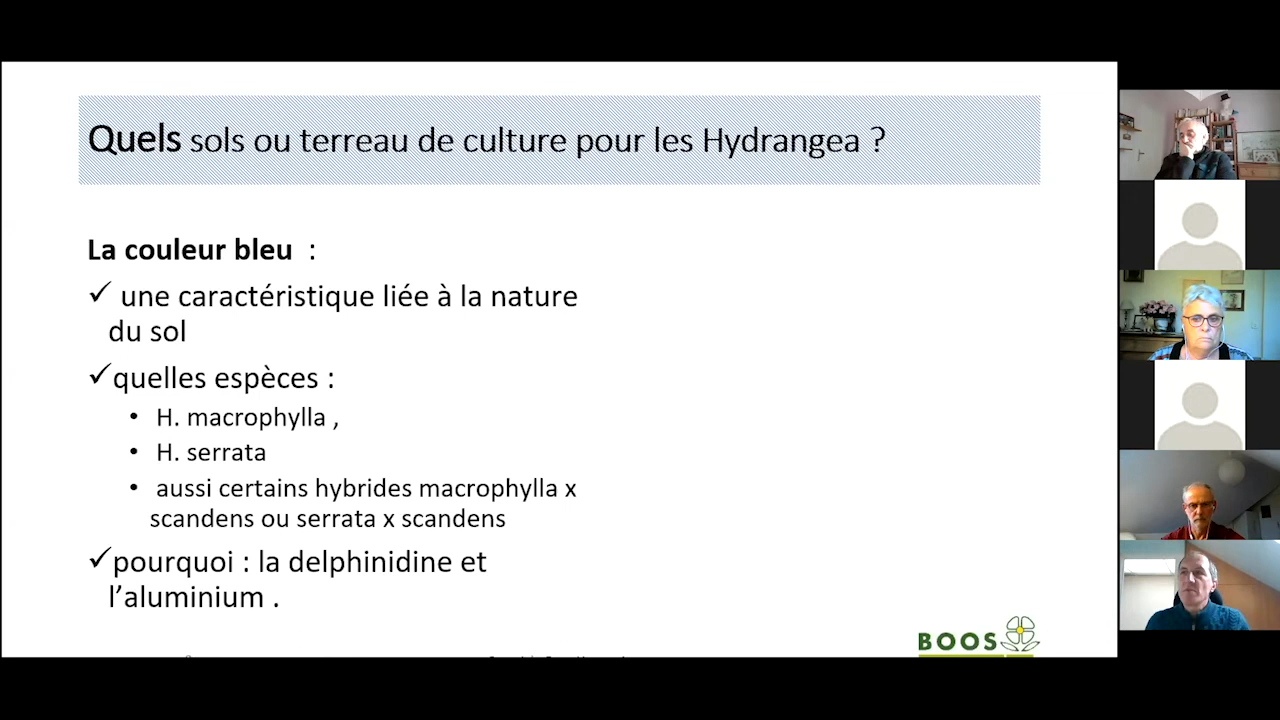 Quels sols ou terreau de culture pour les Hydrangea ?
La couleur bleu :
✓ une caractéristique liée à la nature
du sol
✓quelles espèces :
• H. macrophylla ,
• H. serrata
• aussi certains hybrides macrophylla x
scandens ou serrata x scandens
✓pourquoi : la delphinidine et
l’aluminium .
BOOS